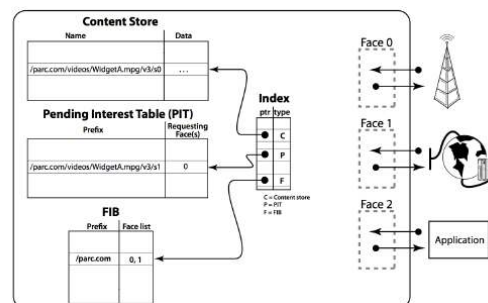 Content Store
Name Data
/parc.com/videos/WidgetA.mpg/v3/s0 ...
Pending Interest Table (PIT)
Prefix Requesting Face(s)
/parc.com/videos/WidgetA.mpg/v3/s1 0
FIB
Prefix Face list
/parc.com 0, 1
Index
ptr type
C
P
F
C = Content store
P = PIT
F = FIB
Face 0
Face 1
Face 2
Application